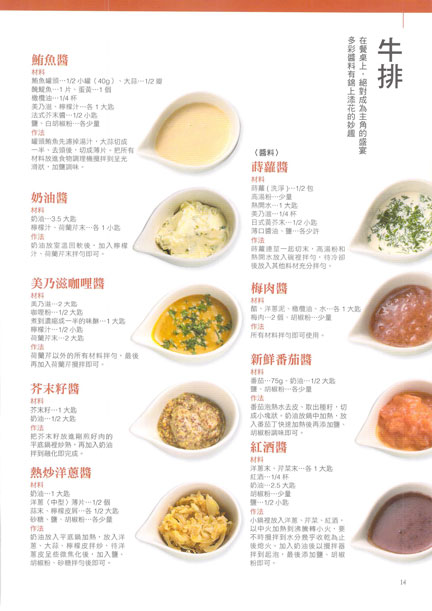 牛排
在餐桌上，絕對成為主角的盛宴
多彩醬料有錦上添花的妙趣
鮪魚醬
材料
鮪魚罐頭…1/2 小罐（40g）、大蒜…1/2 瓣
醃鯷魚…1 片、蛋黃…1 個
橄欖油…1/4 杯
美乃滋、檸檬汁…各 1 大匙
法式芥末醬…1/2 小匙
鹽、白胡椒粉…各少量
作法
罐頭鮪魚先濾掉湯汁，大蒜切成
一半，去頭後，切成薄片。把所有
材料放進食物調理機攪拌到呈光
滑狀，加鹽調味。
奶油醬
材料
奶油…3.5 大匙
檸檬汁、荷蘭芹末…各 1 小匙
作法
奶油放室溫回軟後，加入檸檬
汁、荷蘭芹末拌勻即可。
美乃滋咖哩醬
材料
美乃滋…2 大匙
咖哩粉…1/2 大匙
煮到濃縮成一半的味醂…1 大匙
檸檬汁…1/2 小匙
荷蘭芹末…2 大匙
作法
荷蘭芹以外的所有材料拌勻，最後
再加入荷蘭芹攪拌即可。
芥末籽醬
材料
芥末籽…1 大匙
奶油…1/2 大匙
作法
把芥末籽放進剛煎好肉的
平底鍋裡炒熱，再加入奶油
拌到融化即完成。
熱炒洋蔥醬
材料
奶油…1 大匙
洋蔥（中型）薄片…1/2 個
蒜末、檸檬皮屑…各 1/2 大匙
砂糖、鹽、胡椒粉…各少量
作法
奶油放入平底鍋加熱，放入洋
蔥、大蒜、檸檬皮拌炒，待洋
蔥皮呈些微焦化後，加入鹽、
胡椒粉、砂糖拌勻後即可。
〈醬料〉
蒔蘿醬
材料
蒔蘿（洗淨）…1/2 包
高湯粉…少量
熱開水…1 大匙
美乃滋…1/4 杯
日式黃芥末…1/2 小匙
薄口醬油、鹽…各少許
作法
蒔蘿連莖一起切末，高湯粉和
熱開水放入碗裡拌勻，待冷卻
後放入其他料材充分拌勻。
梅肉醬
材料
醋、洋蔥泥、橄欖油、水…各 1 大匙
梅肉…2 個、胡椒粉…少量
作法
所有材料拌勻即可使用。
新鮮番茄醬
材料
番茄…75g、奶油…1/2 大匙
鹽、胡椒粉…各少量
作法
番茄泡熱水去皮，取出種籽，切
成小塊狀。奶油放鍋中加熱，放
入番茄丁快速加熱後再添加鹽、
胡椒粉調味即可。
紅酒醬
材料
洋蔥末、芹菜末…各 1 大匙
紅酒…1/4 杯
奶油…2.5 大匙
胡椒粉…少量
鹽…1/2 小匙
作法
小鍋裡放入洋蔥、芹菜、紅酒，
以中火加熱到沸騰轉小火，要
不時攪拌到水分幾乎收乾為止
後熄火。加入奶油後以攪拌器
拌到起泡，最後添加鹽、胡椒
粉即可。
14